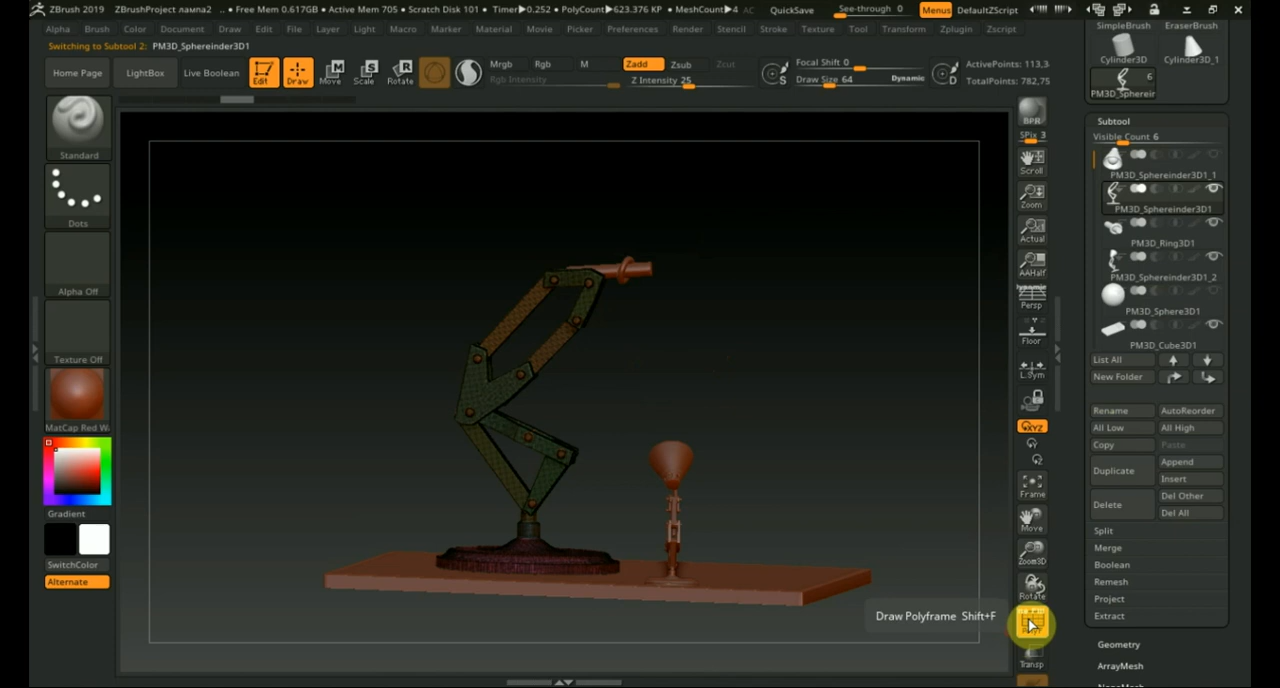 ZBrush 2019 ZBrushProject лампа2 .. • Free Mem 0.617GB • Active Mem 705 • Scratch Disk 101 • Timer▶0.252 • PolyCount▶623.376 KP • MeshCount▶4 AC QuickSave See-through 0 Menus DefaultZScript
Alpha Brush Color Document Draw Edit File Layer Light Macro Marker Material Movie Picker Preferences Render Stencil Stroke Texture Tool Transform Zplugin Zscript
Switching to Subtool 2: PM3D_Sphereinder3D1
Home Page LightBox Live Boolean Edit Draw Move Scale Rotate
Mrgb Rgb M Zadd Zsub Zcut
Rgb Intensity Z Intensity 25
Focal Shift 0
Draw Size 64 Dynamic
ActivePoints: 113,3
TotalPoints: 782,75
Standard
Dots
Alpha Off
Texture Off
MatCap Red W
Gradient
SwitchColor
Alternate
BPR
SPix 3
Scroll
Zoom
Actual
AAHalf
Dynamic
Persp
Floor
L.Sym
XYZ
Frame
Move
Zoom3D
Rotate
Draw Polyframe Shift+F
Transp
SimpleBrush EraserBrush
Cylinder3D Cylinder3D_1
6
PM3D_Spherein
Subtool
Visible Count 6
PM3D_Sphereinder3D1_1
PM3D_Sphereinder3D1
PM3D_Ring3D1
PM3D_Sphereinder3D1_2
PM3D_Sphere3D1
PM3D_Cube3D1
List All
New Folder
Rename AutoReorder
All Low All High
Copy Paste
Duplicate Append
Insert
Delete Del Other
Del All
Split
Merge
Boolean
Remesh
Project
Extract
Geometry
ArrayMesh